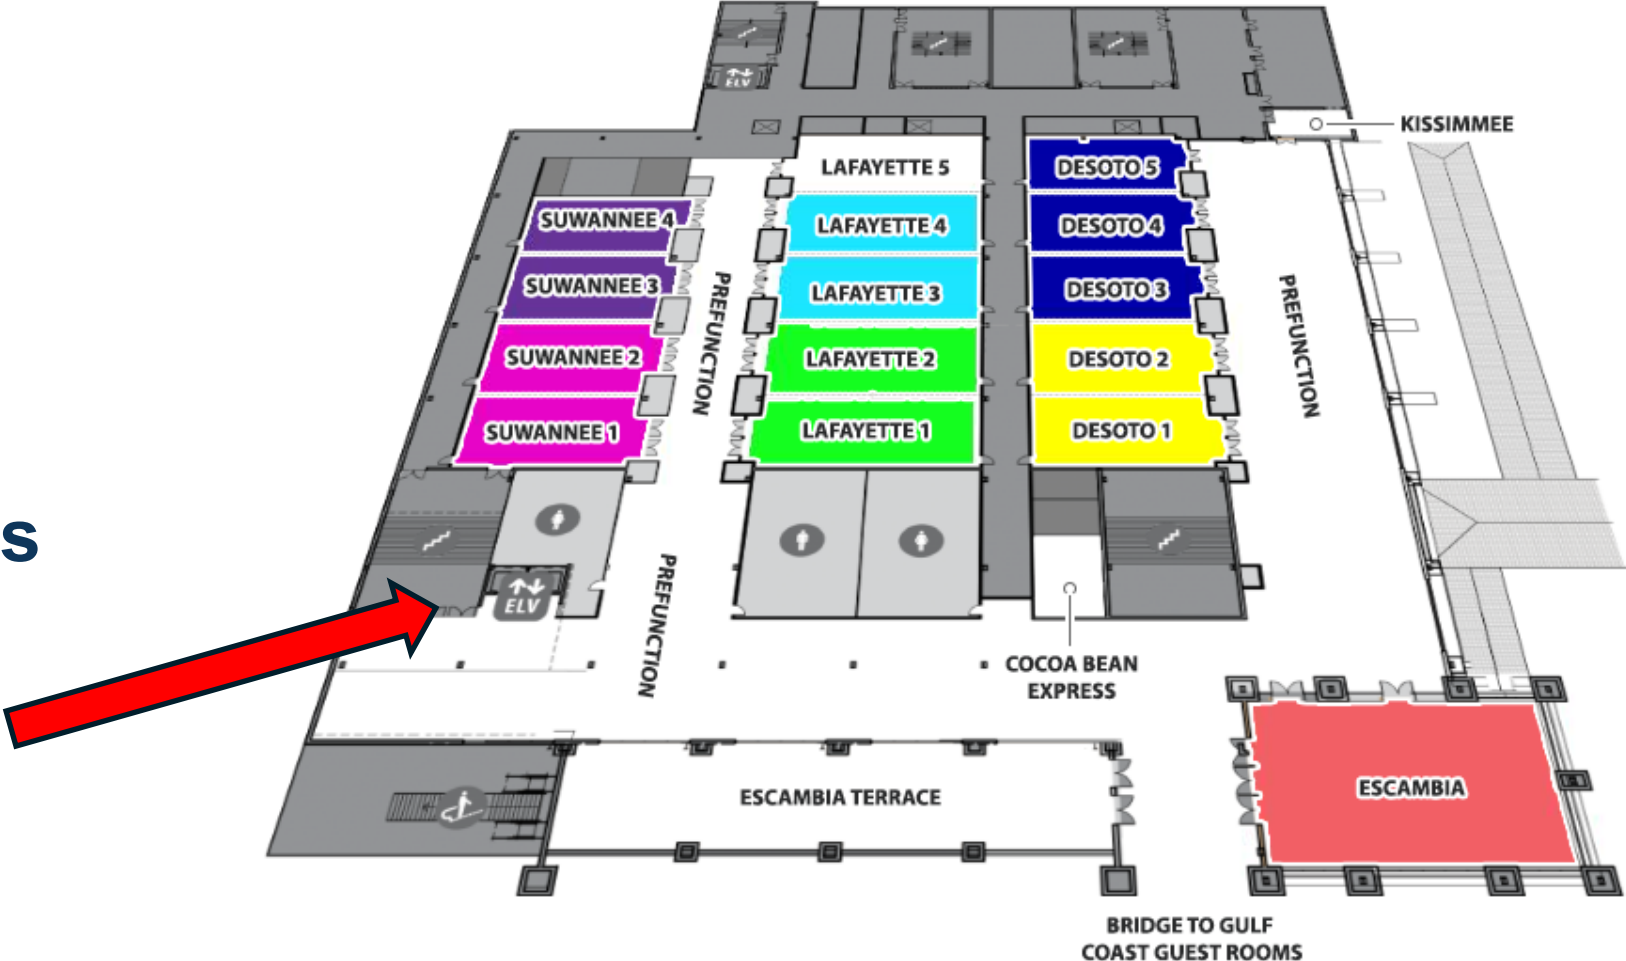 ELV
KISSIMMEE
LAFAYETTE 5
DESOTO 5
SUWANNEE 4
LAFAYETTE 4
DESOTO 4
SUWANNEE 3
LAFAYETTE 3
DESOTO 3
PREFUNCTION
PREFUNCTION
SUWANNEE 2
LAFAYETTE 2
DESOTO 2
SUWANNEE 1
LAFAYETTE 1
DESOTO 1
s
ELV
PREFUNCTION
COCOA BEAN
EXPRESS
ESCAMBIA TERRACE
ESCAMBIA
BRIDGE TO GULF
COAST GUEST ROOMS